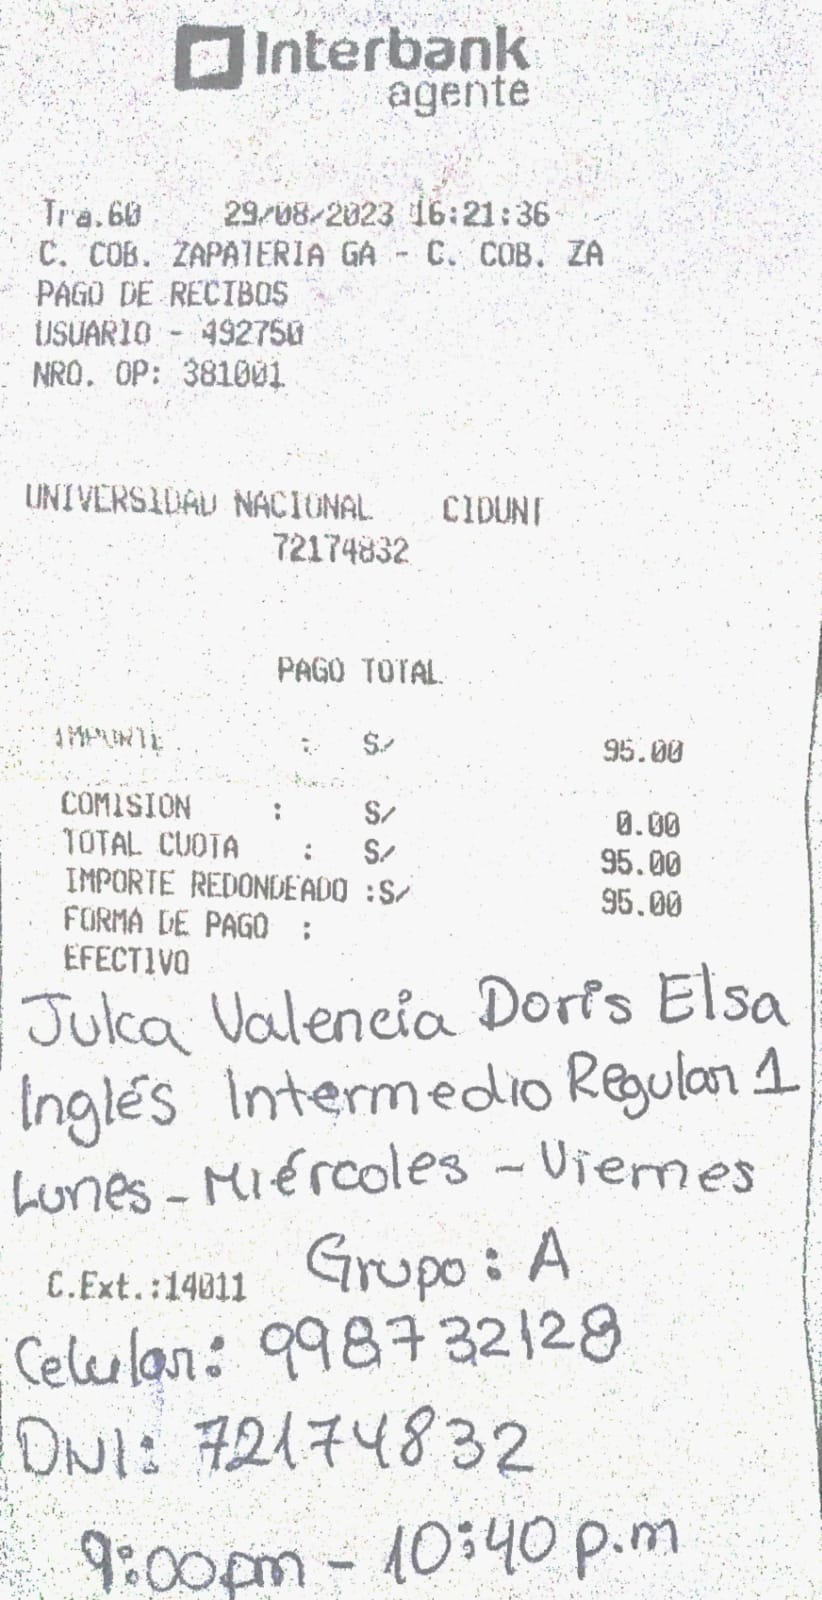 Interbank
agente
Tra.60 29/08/2023 16:21:36
C. COB. ZAPATERIA GA - C. COB. ZA
PAGO DE RECIBOS
USUARIO - 492750
NRO. OP: 381001
UNIVERSIDAD NACIONAL CIDUNI
72174832
PAGO TOTAL
IMPORTE : S/ 95.00
COMISION : S/ 0.00
TOTAL CUOTA : S/ 95.00
IMPORTE REDONDEADO :S/ 95.00
FORMA DE PAGO :
EFECTIVO
Julca Valencia Doris Elsa
Inglés Intermedio Regular 1
Lunes - Miércoles - Viernes
Grupo: A
C.Ext.:14011
Celular: 998732128
DNI: 72174832
9:00pm - 10:40 p.m